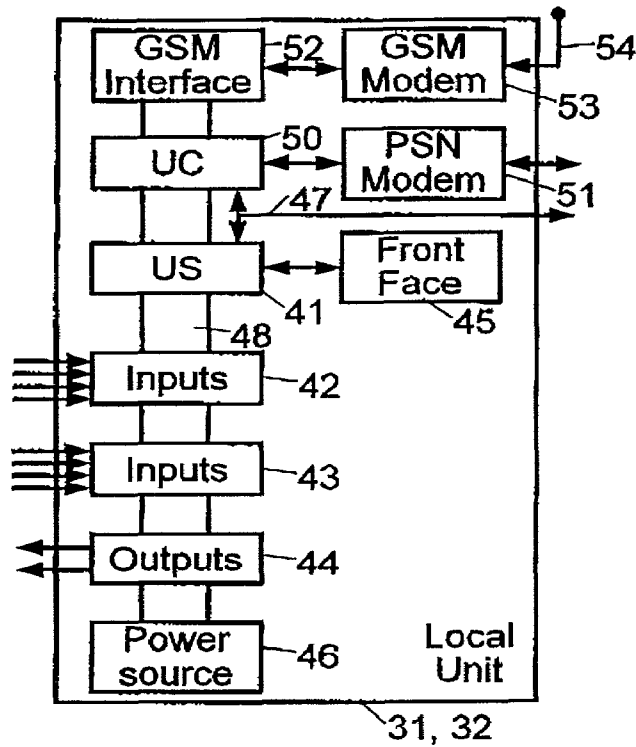 GSM
Interface
52
GSM
Modem
53
54
UC
50
PSN
Modem
51
47
US
41
Front
Face
45
48
Inputs
42
Inputs
43
Outputs
44
Power
source
46
Local
Unit
31, 32